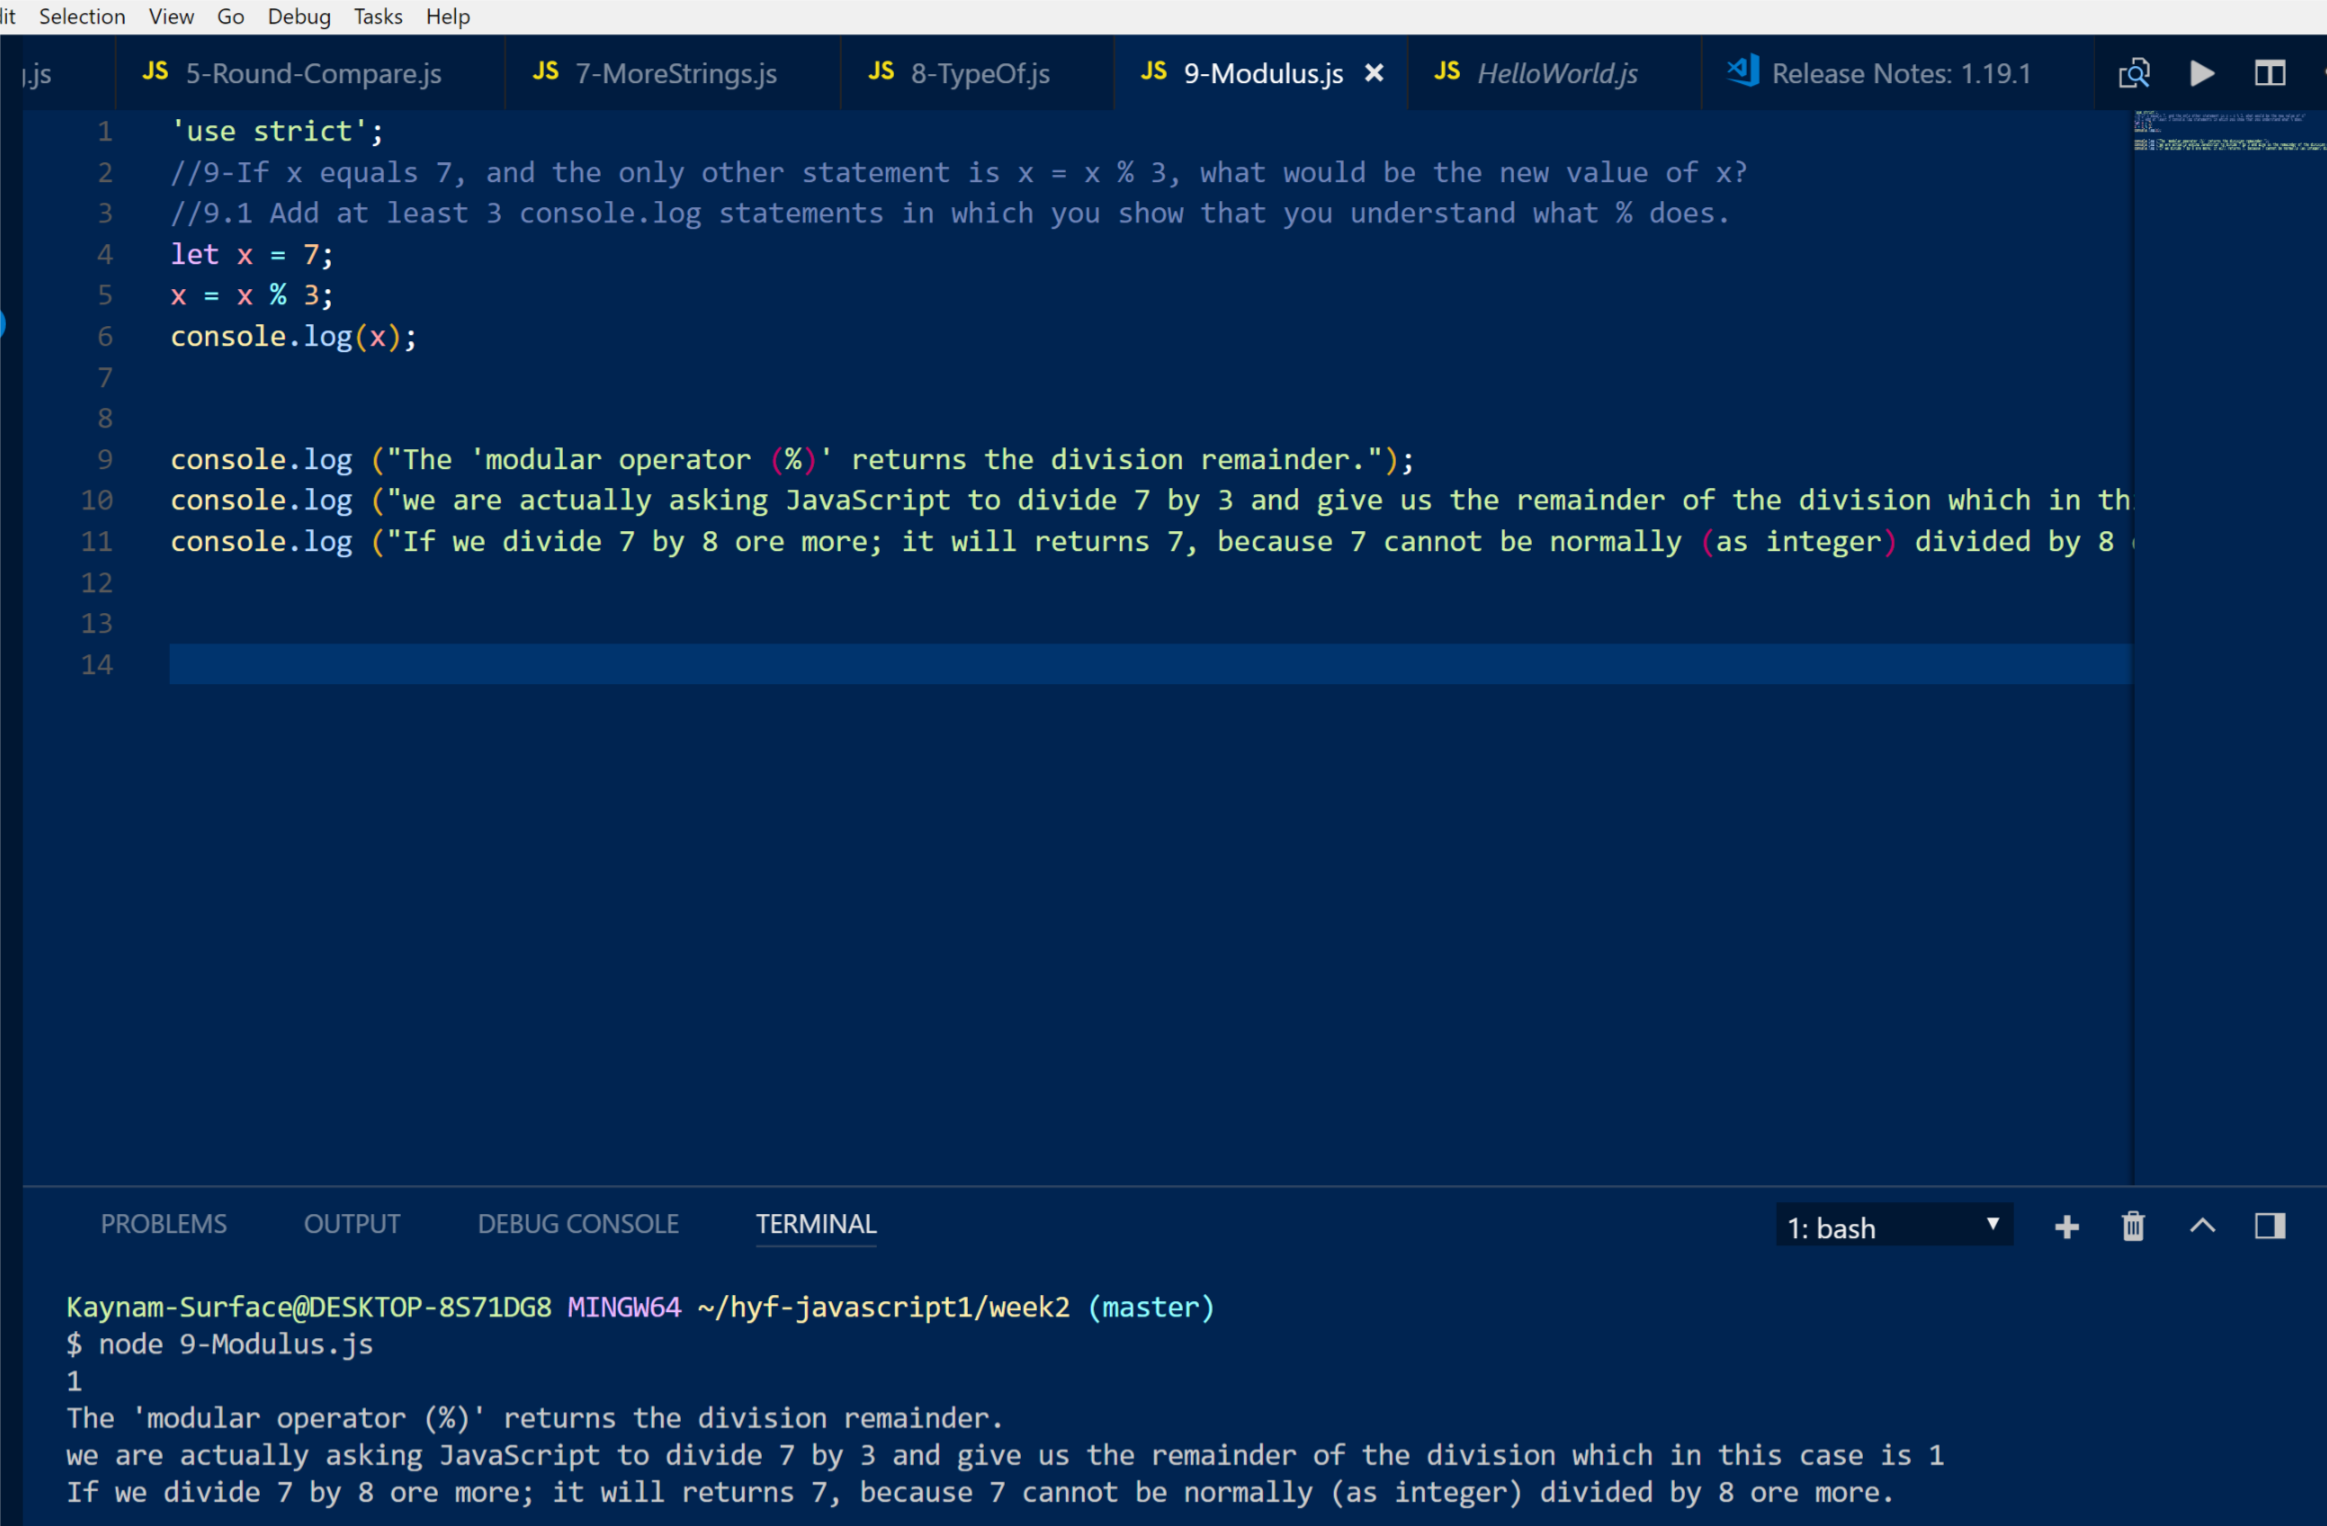 it Selection View Go Debug Tasks Help
.js JS 5-Round-Compare.js JS 7-MoreStrings.js JS 8-TypeOf.js JS 9-Modulus.js × JS HelloWorld.js Release Notes: 1.19.1
1 'use strict';
2 //9-If x equals 7, and the only other statement is x = x % 3, what would be the new value of x?
3 //9.1 Add at least 3 console.log statements in which you show that you understand what % does.
4 let x = 7;
5 x = x % 3;
6 console.log(x);
7
8
9 console.log ("The 'modular operator (%)' returns the division remainder.");
10 console.log ("we are actually asking JavaScript to divide 7 by 3 and give us the remainder of the division which in th
11 console.log ("If we divide 7 by 8 ore more; it will returns 7, because 7 cannot be normally (as integer) divided by 8
12
13
14
PROBLEMS OUTPUT DEBUG CONSOLE TERMINAL 1: bash
Kaynam-Surface@DESKTOP-8S71DG8 MINGW64 ~/hyf-javascript1/week2 (master)
$ node 9-Modulus.js
1
The 'modular operator (%)' returns the division remainder.
we are actually asking JavaScript to divide 7 by 3 and give us the remainder of the division which in this case is 1
If we divide 7 by 8 ore more; it will returns 7, because 7 cannot be normally (as integer) divided by 8 ore more.